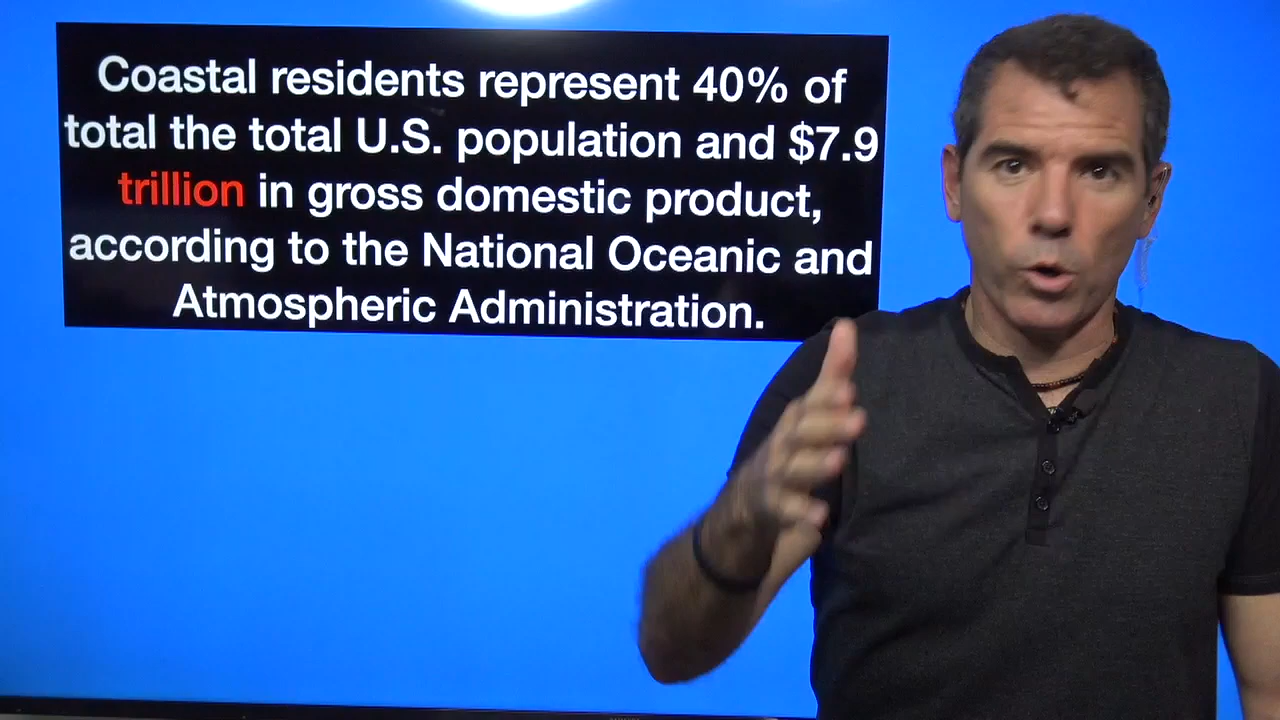 Coastal residents represent 40% of
total the total U.S. population and $7.9
trillion in gross domestic product,
according to the National Oceanic and
Atmospheric Administration.